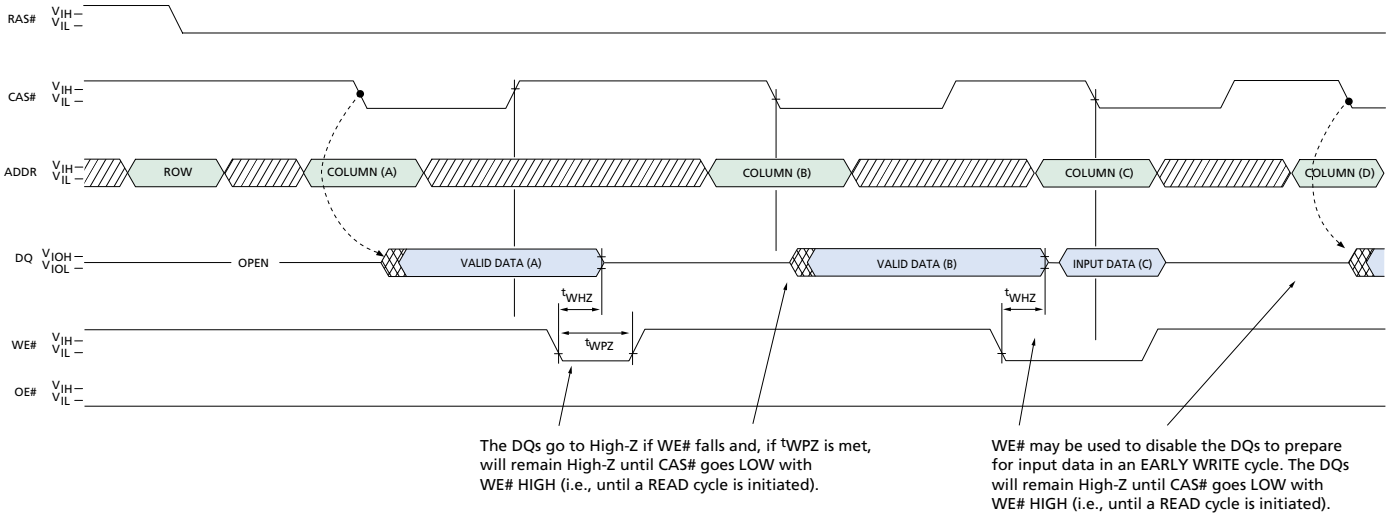 RAS# VIH
VIL
CAS# VIH
VIL
ADDR VIH
VIL
ROW COLUMN (A) COLUMN (B) COLUMN (C) COLUMN (D)
DQ VIOH
VIOL
OPEN VALID DATA (A) VALID DATA (B) INPUT DATA (C)
tWHZ tWHZ
tWPZ
WE# VIH
VIL
OE# VIH
VIL
The DQs go to High-Z if WE# falls and, if tWPZ is met,
will remain High-Z until CAS# goes LOW with
WE# HIGH (i.e., until a READ cycle is initiated).
WE# may be used to disable the DQs to prepare
for input data in an EARLY WRITE cycle. The DQs
will remain High-Z until CAS# goes LOW with
WE# HIGH (i.e., until a READ cycle is initiated).